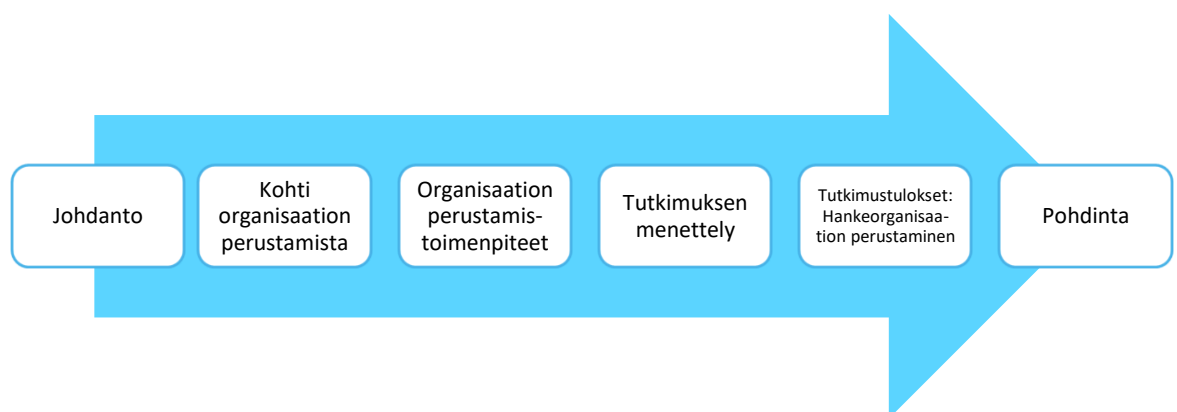 Johdanto
Kohti
organisaation
perustamista
Organisaation
perustamis-
toimenpiteet
Tutkimuksen
menettely
Tutkimustulokset:
Hankeorganisaa-
tion perustaminen
Pohdinta